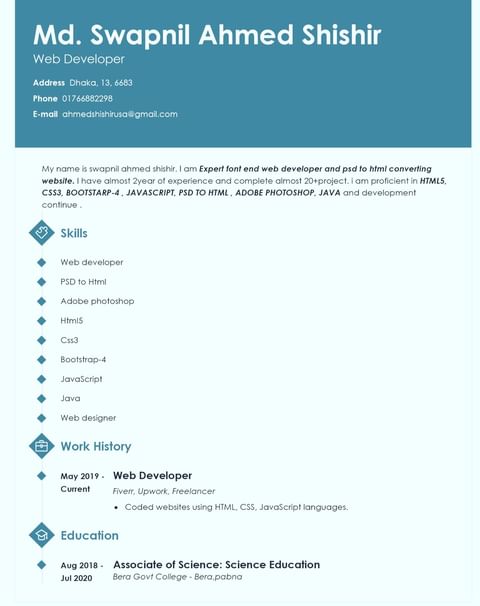 Md. Swapnil Ahmed Shishir
Web Developer
Address Dhaka, 13, 6683
Phone 01766882298
E-mail ahmedshishirusa@gmail.com
My name is swapnil ahmed shishir. I am Expert font end web developer and psd to html converting
website. I have almost 2year of experience and complete almost 20+project. i am proficient in HTML5,
CSS3, BOOTSTARP-4 , JAVASCRIPT, PSD TO HTML , ADOBE PHOTOSHOP, JAVA and development
continue .
Skills
Web developer
PSD to Html
Adobe photoshop
Html5
Css3
Bootstrap-4
JavaScript
Java
Web designer
Work History
May 2019 - Web Developer
Current Fiverr, Upwork, Freelancer
• Coded websites using HTML, CSS, JavaScript languages.
Education
Aug 2018 - Associate of Science: Science Education
Jul 2020 Bera Govt College - Bera,pabna